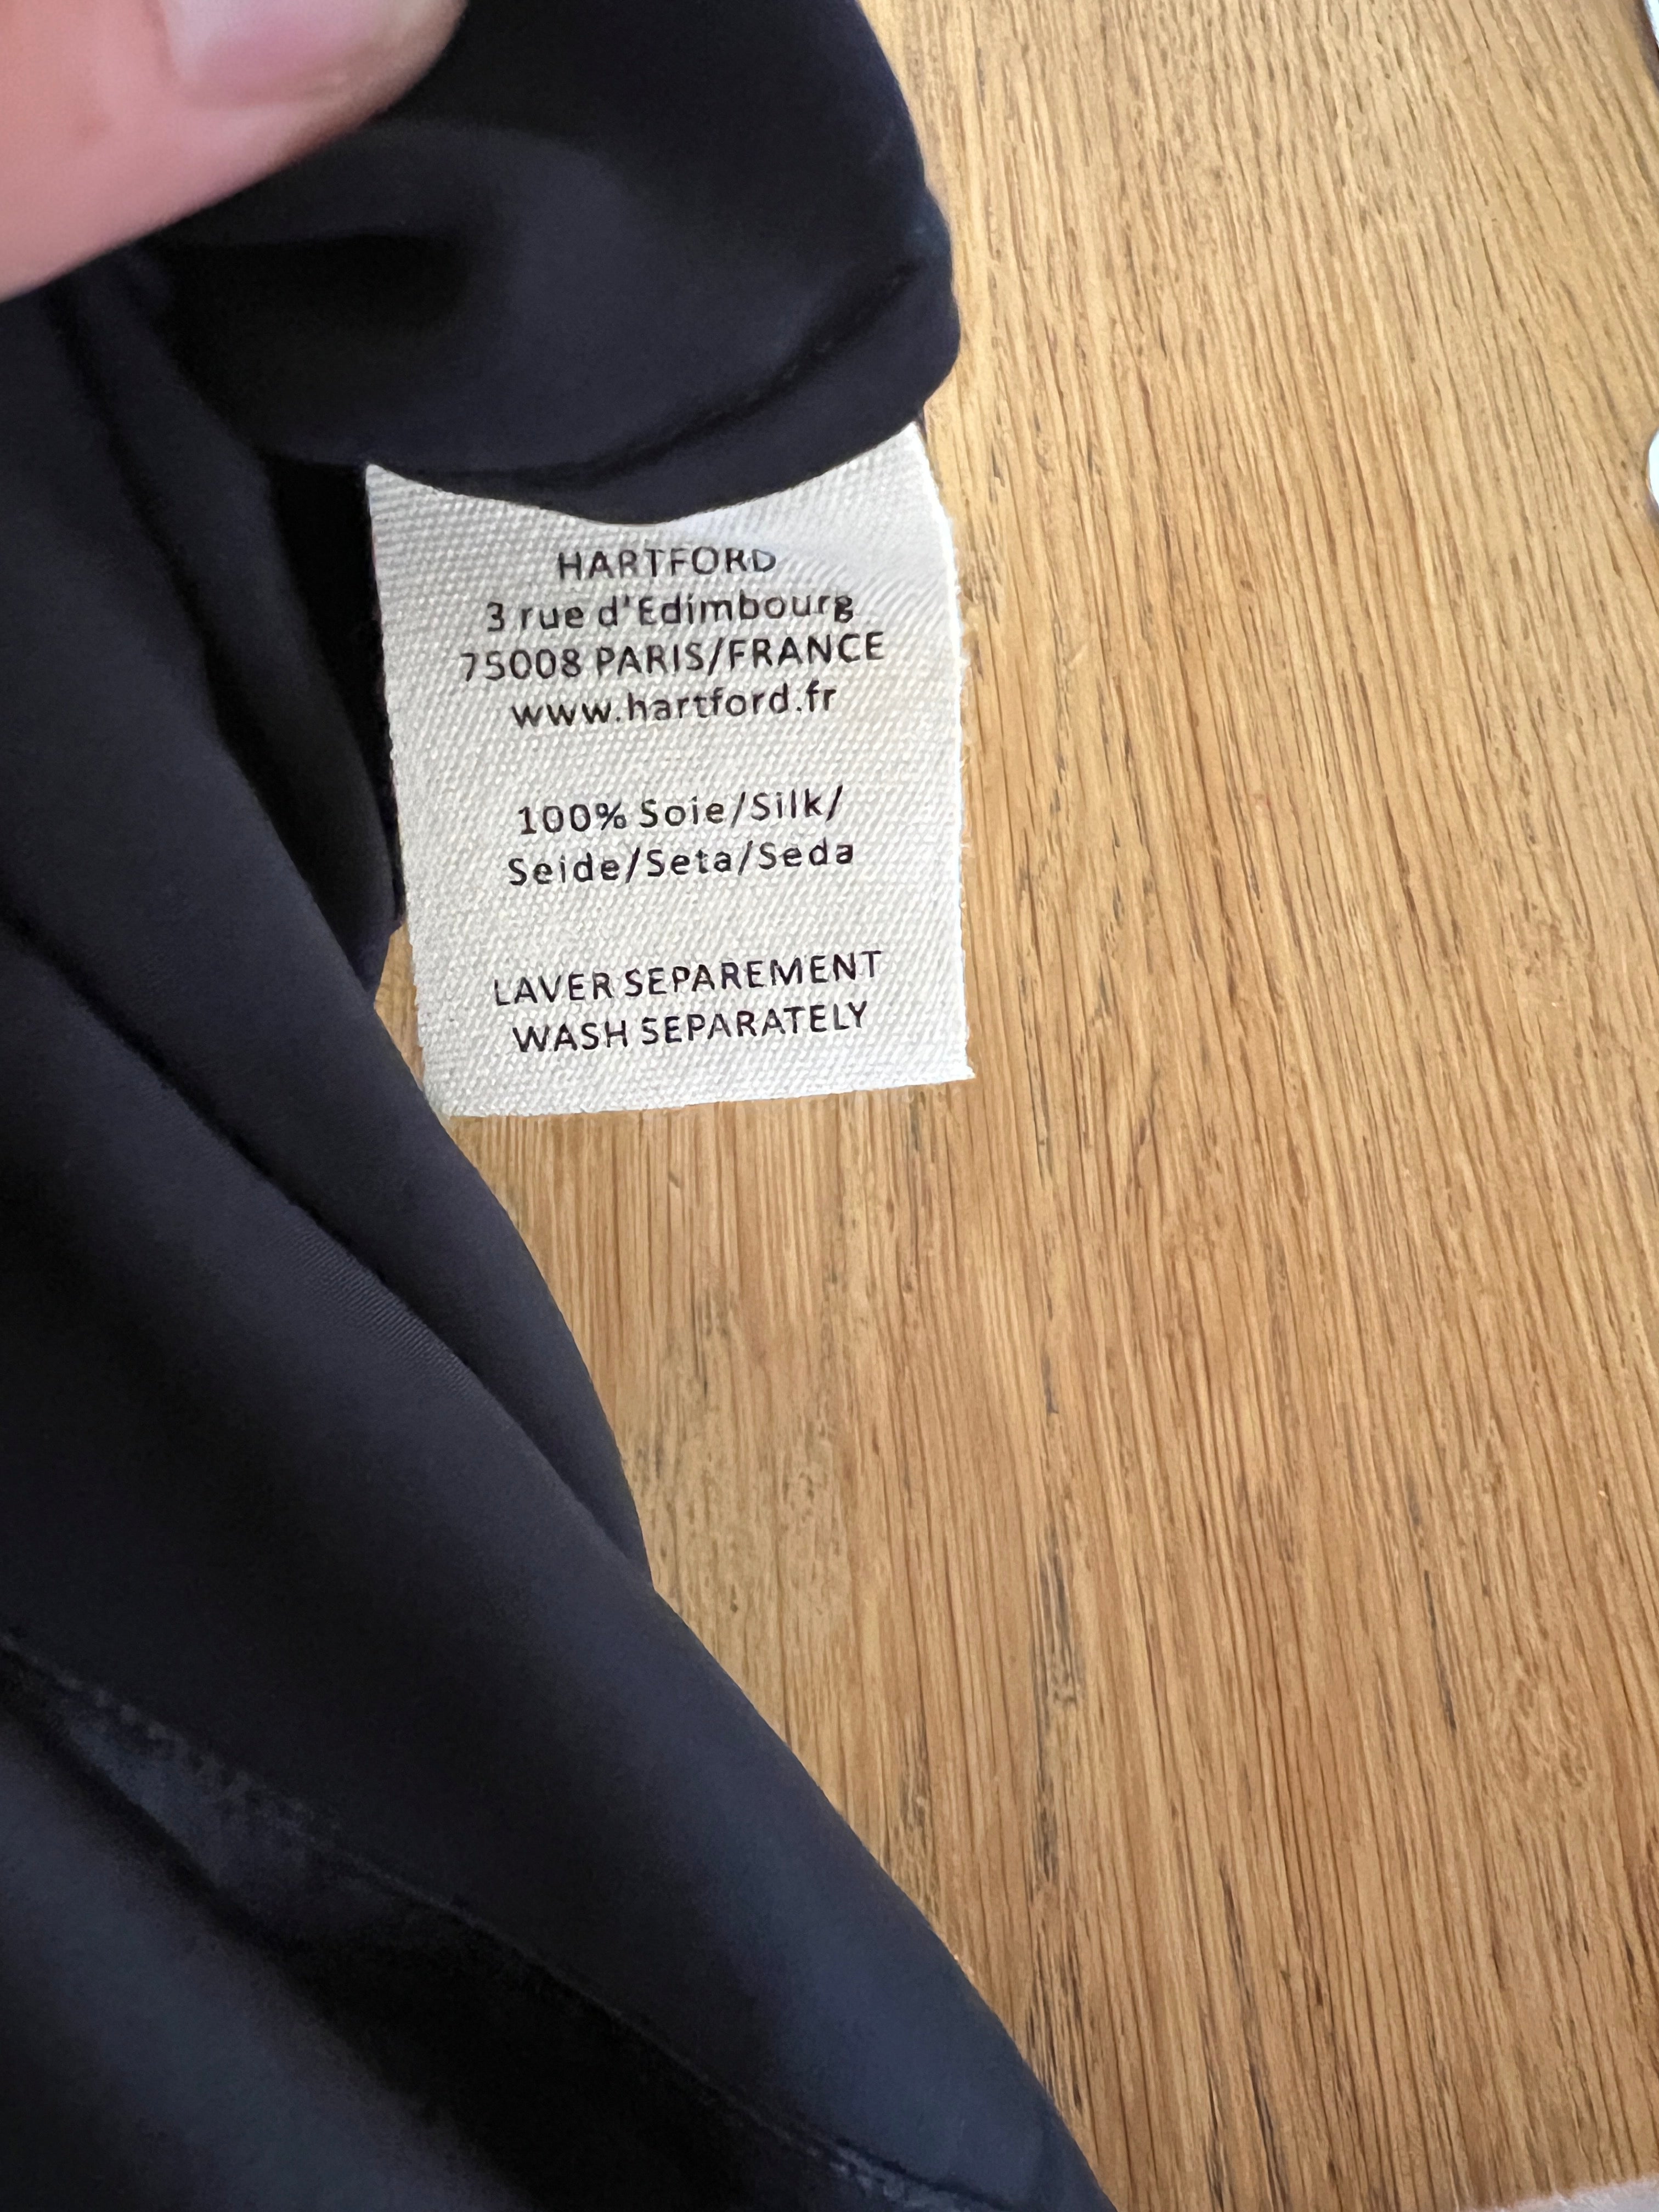 HARTFORD
3 rue d'Edimbourg
75008 PARIS/FRANCE
www.hartford.fr
100% Soie/Silk/
Seide/Seta/Seda
LAVER SEPAREMENT
WASH SEPARATELY